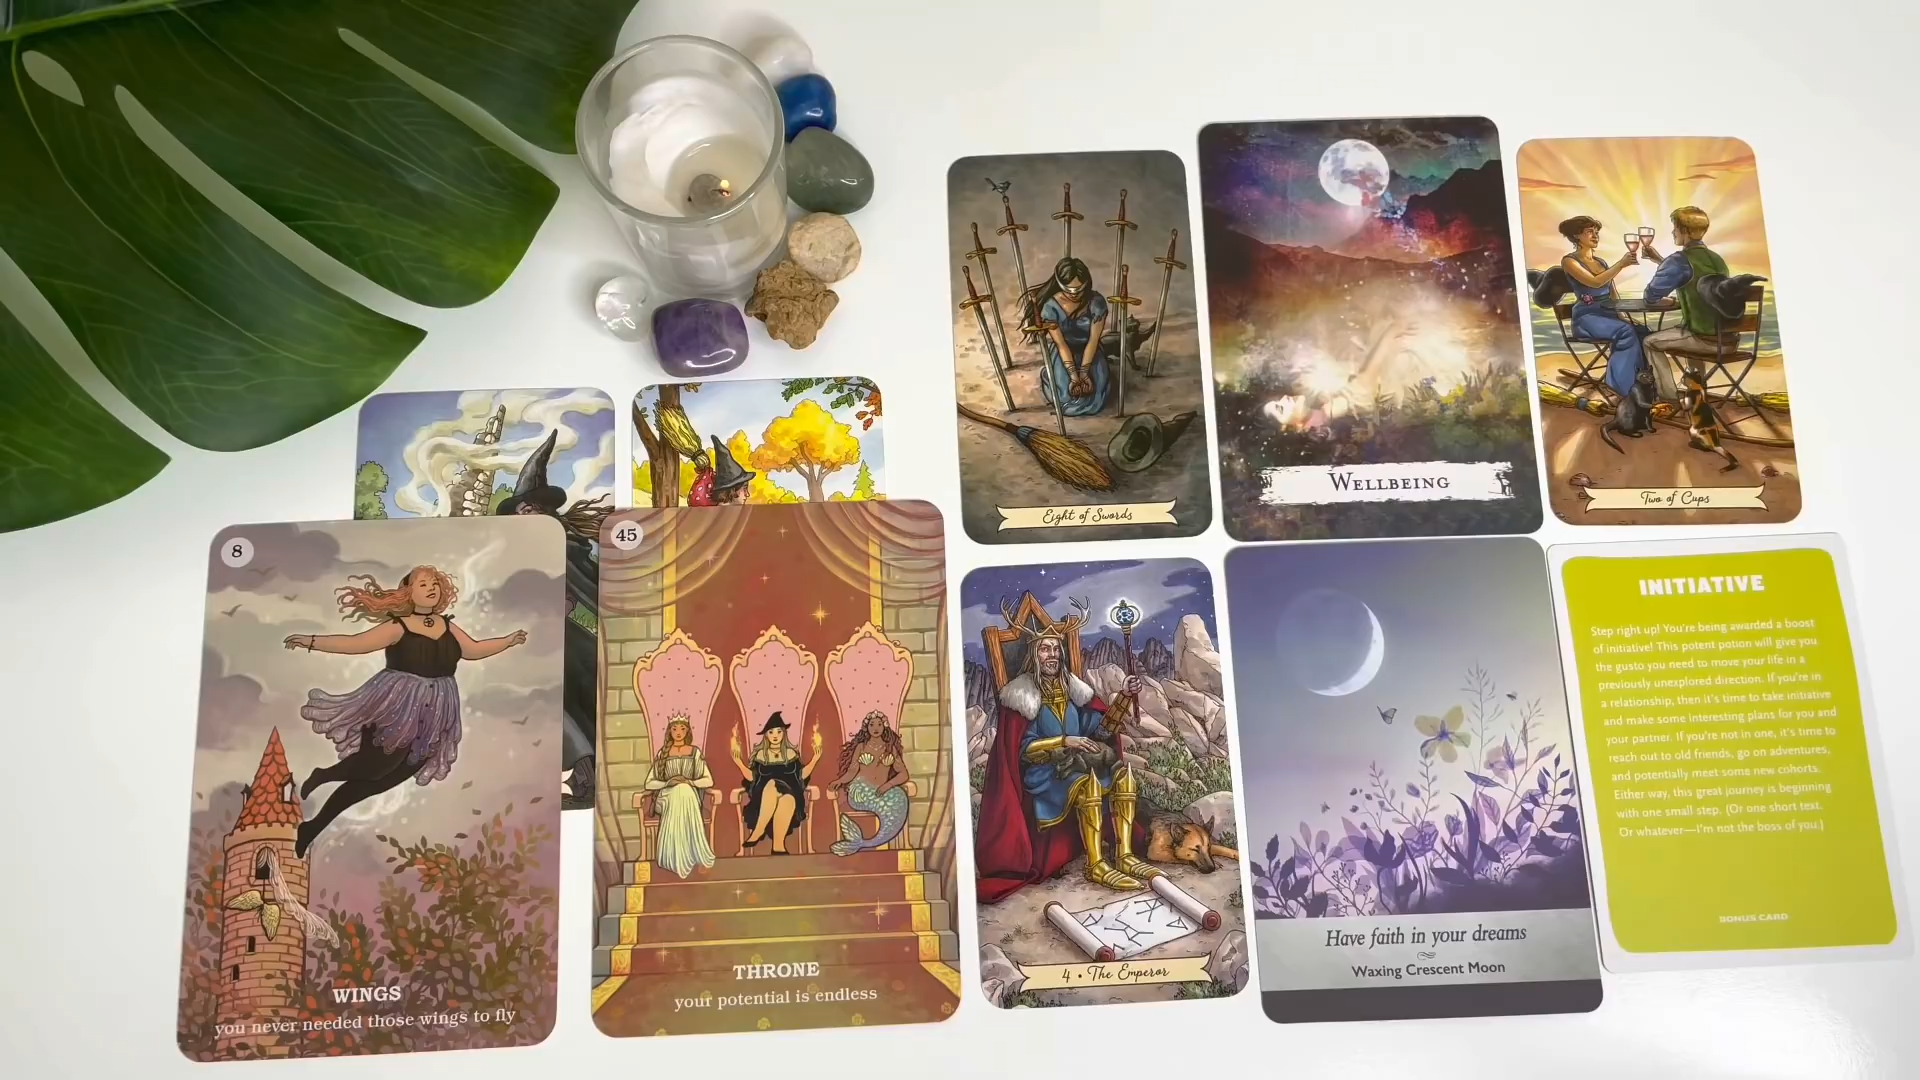 Eight of Swords
WELLBEING
Two of Cups
8
WINGS
you never needed those wings to fly
45
THRONE
your potential is endless
4 • The Emperor
Have faith in your dreams
Waxing Crescent Moon
INITIATIVE
Step right up! You're being awarded a boost
of initiative! This potent potion will give you
the gusto you need to move your life in a
previously unexplored direction. If you're in
a relationship, then it's time to take initiative
and make some interesting plans for you and
your partner. If you're not in one, it's time to
reach out to old friends, go on adventures,
and potentially meet some new cohorts.
Either way, this great journey is beginning
with one small step. (Or one short text.
Or whatever—I'm not the boss of you.)
BONUS CARD